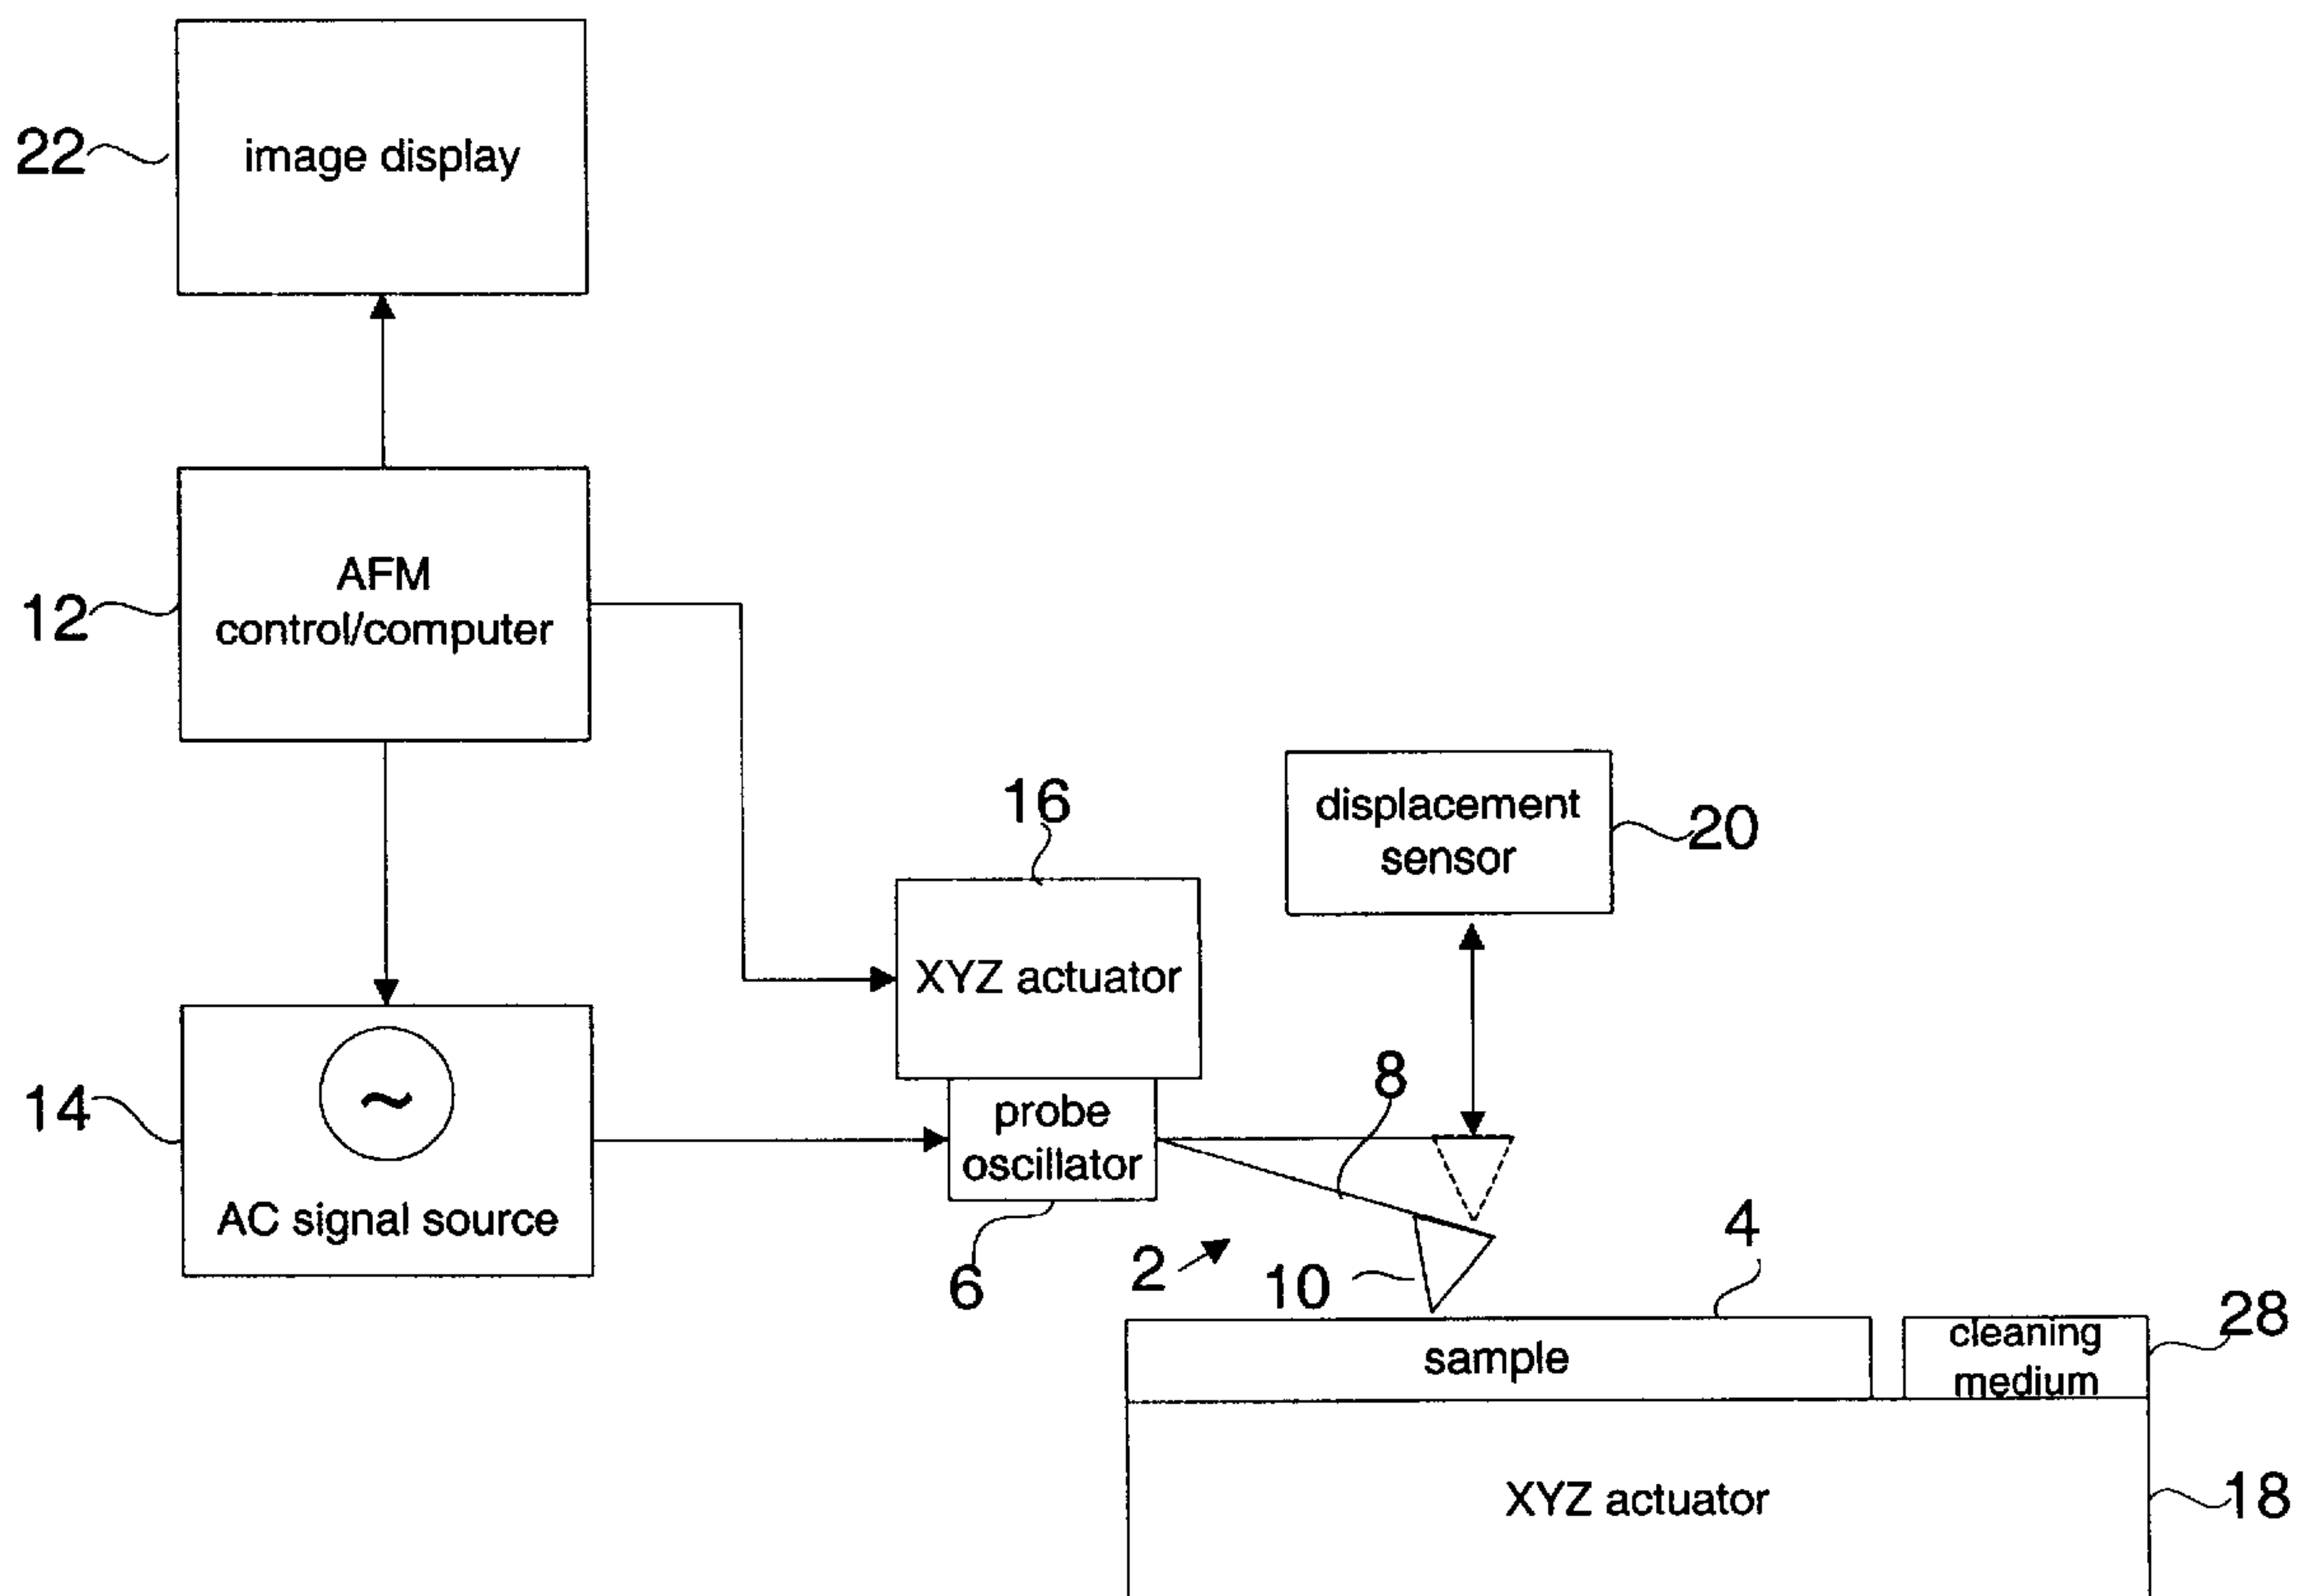 22
image display
12
AFM
control/computer
16
displacement
sensor
20
XYZ actuator
8
14
~
AC signal source
probe
oscillator
6
2
10
4
28
sample
cleaning
medium
XYZ actuator
18